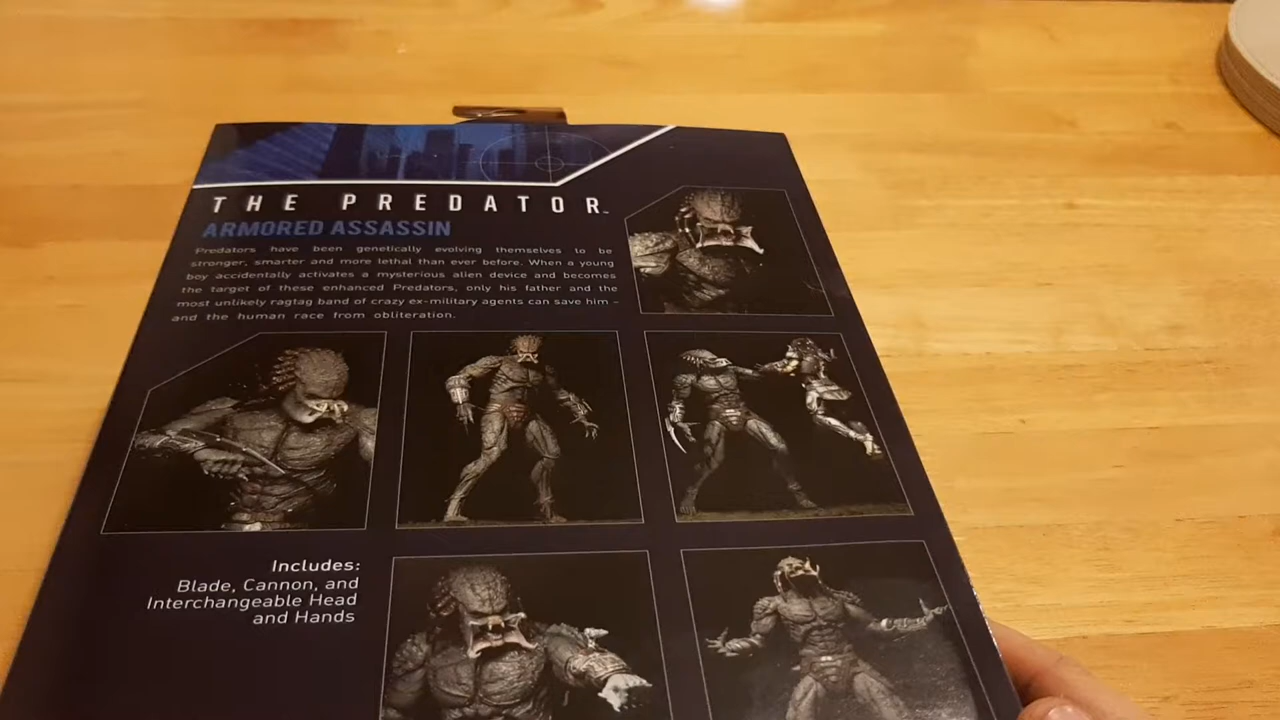 THE PREDATOR™
ARMORED ASSASSIN
Predators have been genetically evolving themselves to be
stronger, smarter and more lethal than ever before. When a young
boy accidentally activates a mysterious alien device and becomes
the target of these enhanced Predators, only his father and the
most unlikely ragtag band of crazy ex-military agents can save him –
and the human race from obliteration.
Includes:
Blade, Cannon, and
Interchangeable Head
and Hands